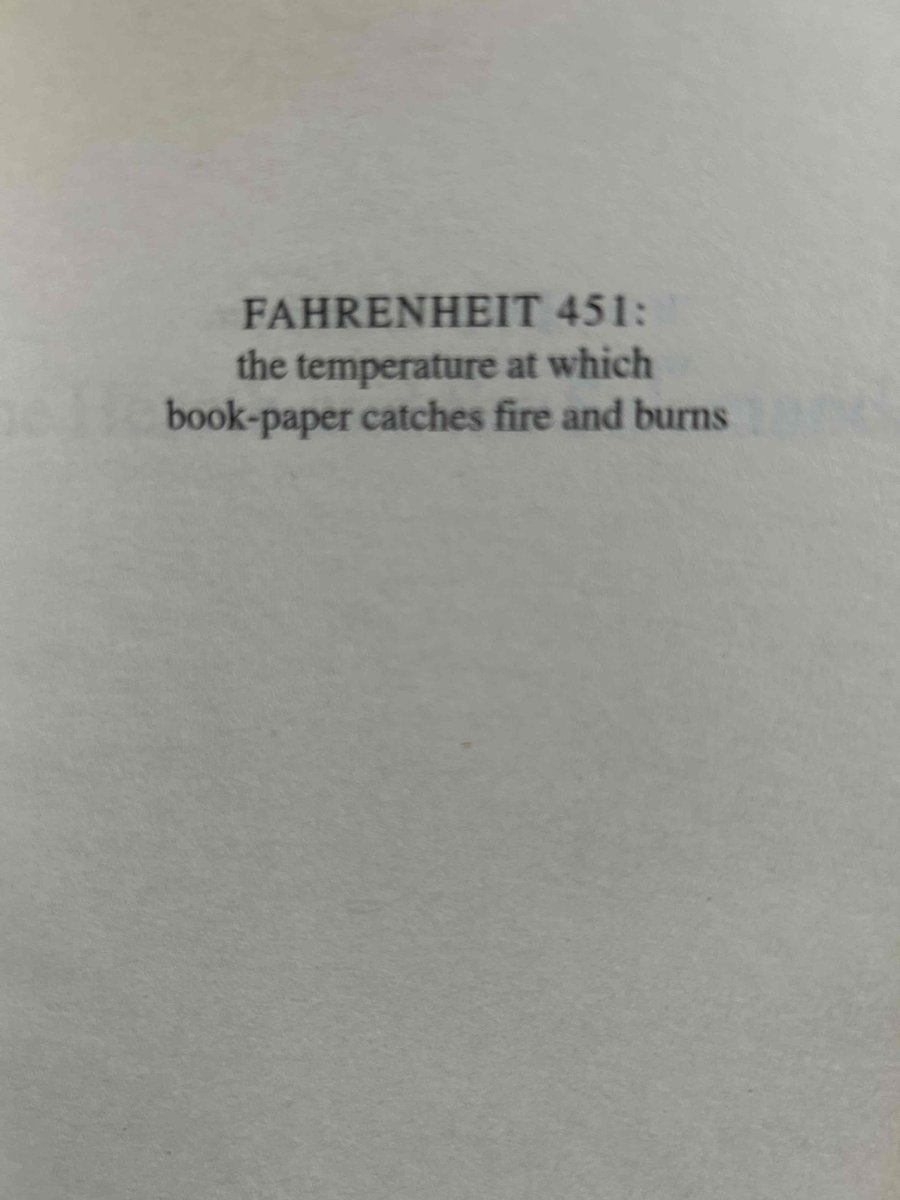 FAHRENHEIT 451:
the temperature at which
book-paper catches fire and burns